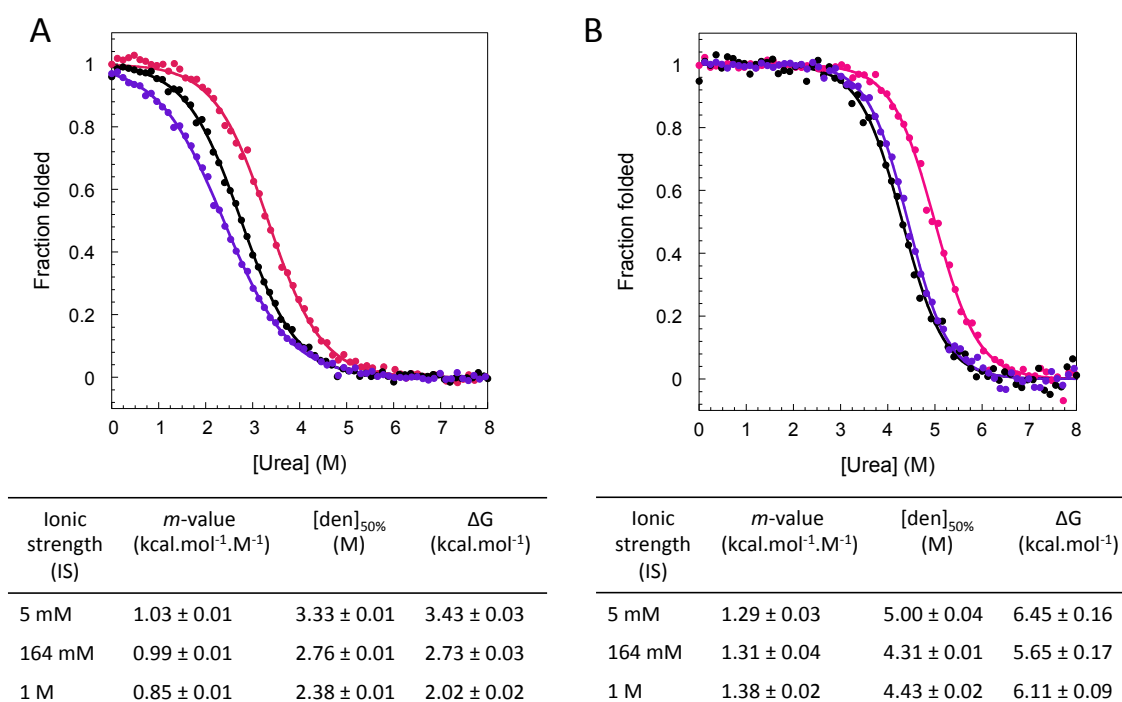 A
1
0.8
0.6
0.4
0.2
0
Fraction folded
0 1 2 3 4 5 6 7 8
[Urea] (M)
B
1
0.8
0.6
0.4
0.2
0
Fraction folded
0 1 2 3 4 5 6 7 8
[Urea] (M)
Ionic strength (IS) m-value (kcal.mol⁻¹.M⁻¹) [den]50% (M) ΔG (kcal.mol⁻¹)
5 mM 1.03 ± 0.01 3.33 ± 0.01 3.43 ± 0.03
164 mM 0.99 ± 0.01 2.76 ± 0.01 2.73 ± 0.03
1 M 0.85 ± 0.01 2.38 ± 0.01 2.02 ± 0.02
Ionic strength (IS) m-value (kcal.mol⁻¹.M⁻¹) [den]50% (M) ΔG (kcal.mol⁻¹)
5 mM 1.29 ± 0.03 5.00 ± 0.04 6.45 ± 0.16
164 mM 1.31 ± 0.04 4.31 ± 0.01 5.65 ± 0.17
1 M 1.38 ± 0.02 4.43 ± 0.02 6.11 ± 0.09